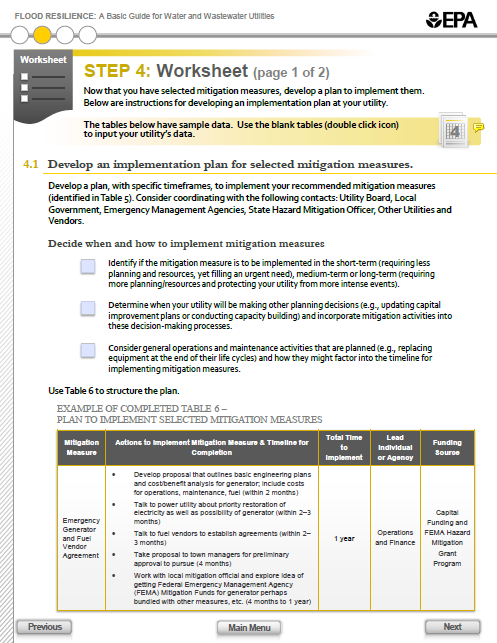 FLOOD RESILIENCE: A Basic Guide for Water and Wastewater Utilities
EPA
Worksheet
STEP 4: Worksheet (page 1 of 2)
Now that you have selected mitigation measures, develop a plan to implement them.
Below are instructions for developing an implementation plan at your utility.
The tables below have sample data. Use the blank tables (double click icon)
to input your utility's data.
4
4.1 Develop an implementation plan for selected mitigation measures.
Develop a plan, with specific timeframes, to implement your recommended mitigation measures
(identified in Table 5). Consider coordinating with the following contacts: Utility Board, Local
Government, Emergency Management Agencies, State Hazard Mitigation Officer, Other Utilities and
Vendors.
Decide when and how to implement mitigation measures
Identify if the mitigation measure is to be implemented in the short-term (requiring less
planning and resources, yet filling an urgent need), medium-term or long-term (requiring
more planning/resources and protecting your utility from more intense events).
Determine when your utility will be making other planning decisions (e.g., updating capital
improvement plans or conducting capacity building) and incorporate mitigation activities into
these decision-making processes.
Consider general operations and maintenance activities that are planned (e.g., replacing
equipment at the end of their life cycles) and how they might factor into the timeline for
implementing mitigation measures.
Use Table 6 to structure the plan.
EXAMPLE OF COMPLETED TABLE 6 –
PLAN TO IMPLEMENT SELECTED MITIGATION MEASURES
Mitigation
Measure
Actions to Implement Mitigation Measure & Timeline for
Completion
Total Time
to
Implement
Lead
Individual
or Agency
Funding
Source
Emergency
Generator
and Fuel
Vendor
Agreement
• Develop proposal that outlines basic engineering plans
and cost/benefit analysis for generator; include costs
for operations, maintenance, fuel (within 2 months)
• Talk to power utility about priority restoration of
electricity as well as possibility of generator (within 2–3
months)
• Talk to fuel vendors to establish agreements (within 2–
3 months)
• Take proposal to town managers for preliminary
approval to pursue (4 months)
• Work with local mitigation official and explore idea of
getting Federal Emergency Management Agency
(FEMA) Mitigation Funds for generator perhaps
bundled with other measures, etc. (4 months to 1 year)
1 year
Operations
and Finance
Capital
Funding and
FEMA Hazard
Mitigation
Grant
Program
Previous
Main Menu
Next